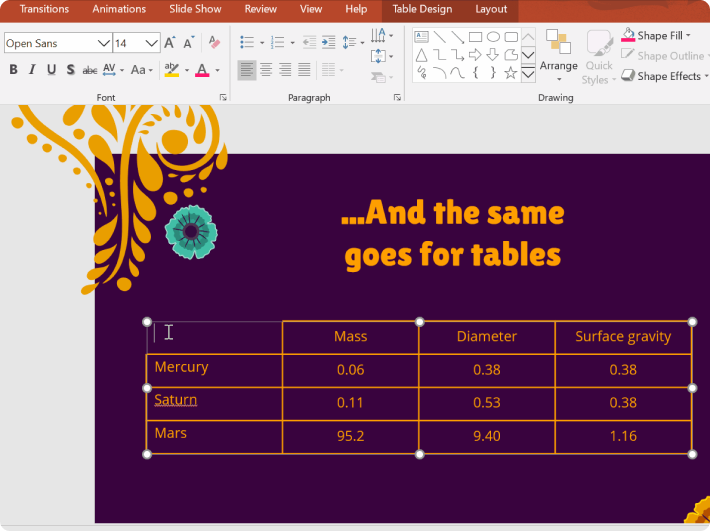 Transitions Animations Slide Show Review View Help Table Design Layout
Open Sans 14 A A A Shape Fill
Shape Outline
B I U S abc AV Aa ab A Arrange Quick Styles Shape Effects
Font Paragraph Drawing
...And the same
goes for tables
Mass Diameter Surface gravity
Mercury 0.06 0.38 0.38
Saturn 0.11 0.53 0.38
Mars 95.2 9.40 1.16